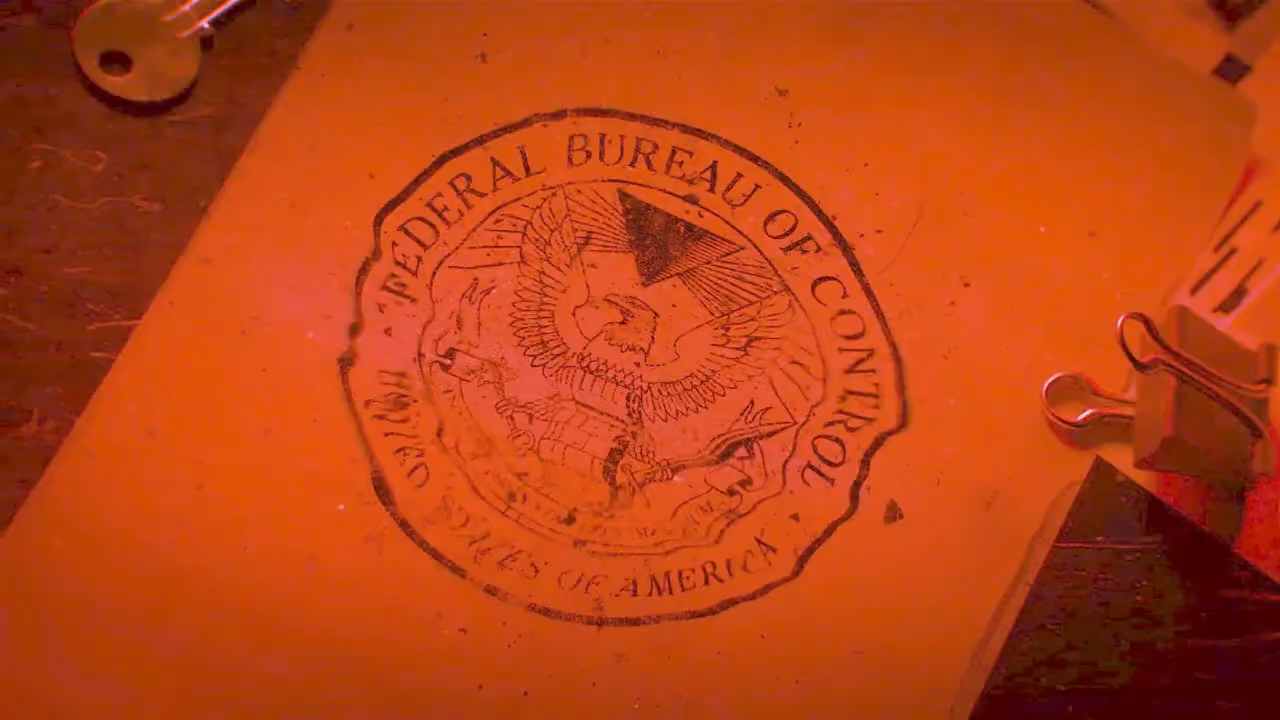 FEDERAL BUREAU OF CONTROL
UNITED STATES OF AMERICA